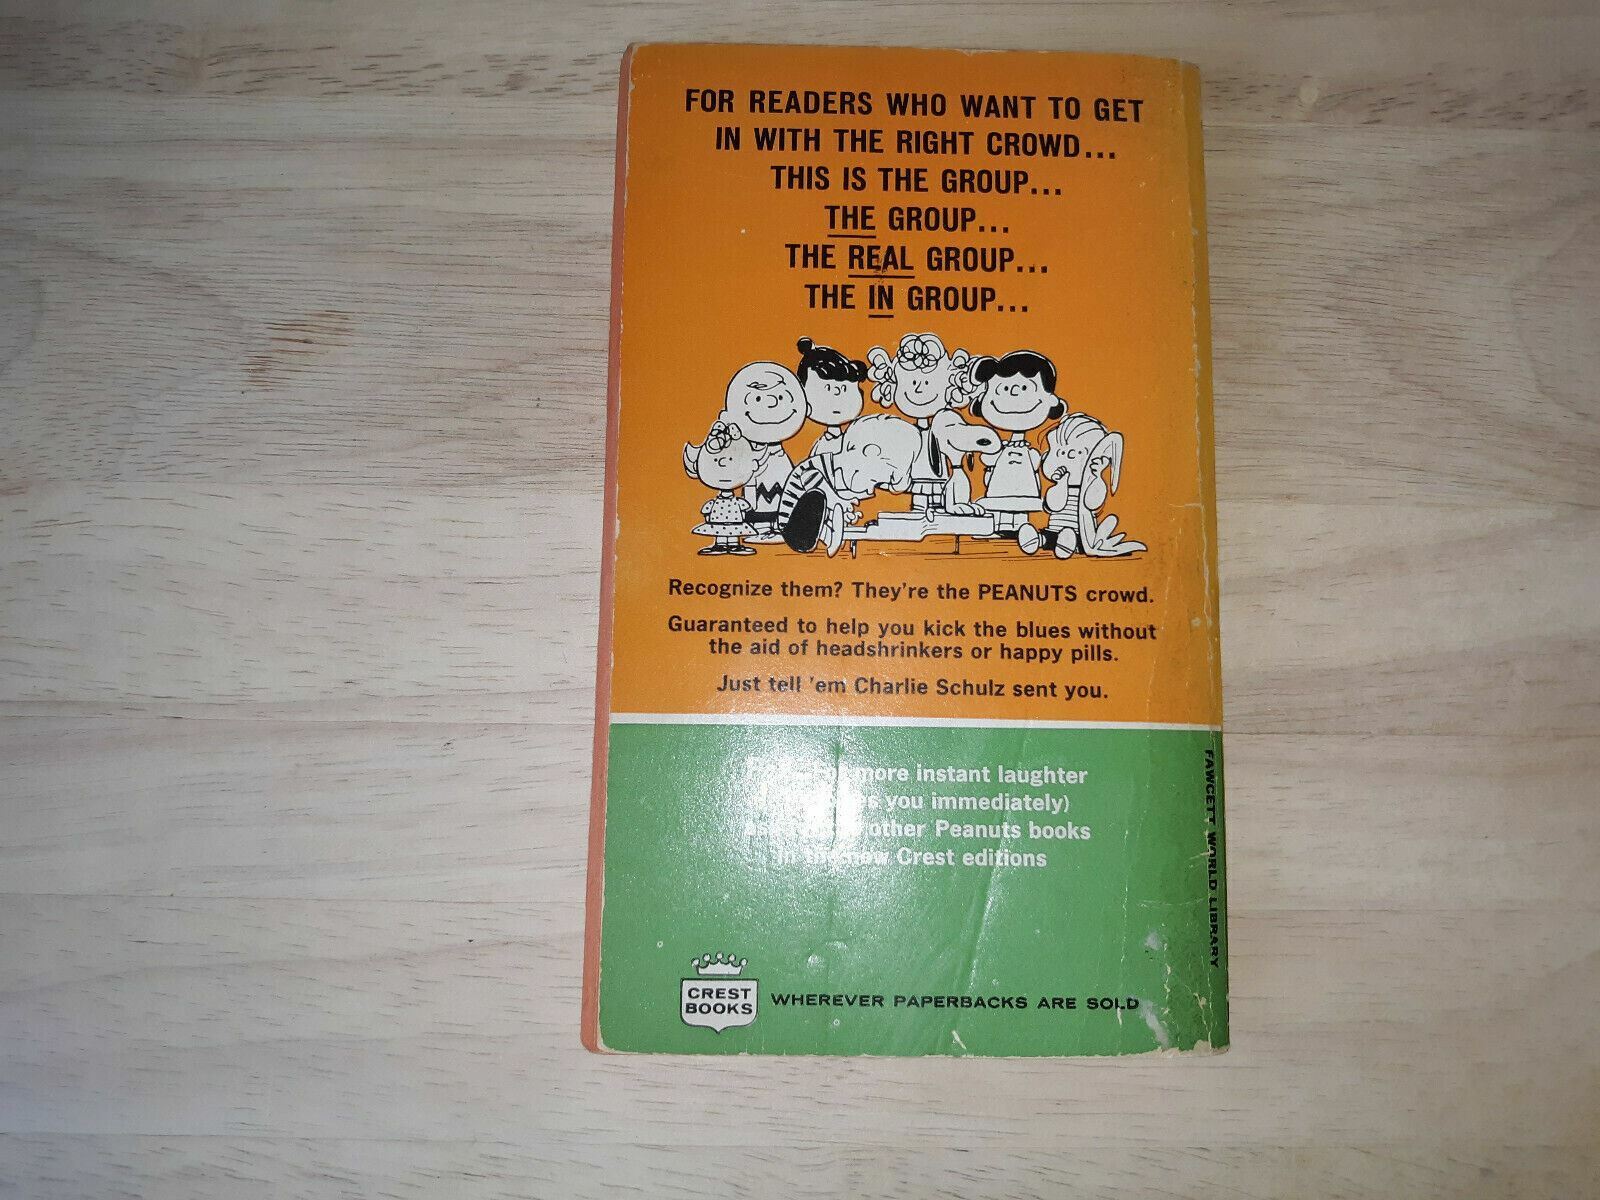 FOR READERS WHO WANT TO GET
IN WITH THE RIGHT CROWD...
THIS IS THE GROUP...
THE GROUP...
THE REAL GROUP...
THE IN GROUP...
Recognize them? They're the PEANUTS crowd.
Guaranteed to help you kick the blues without
the aid of headshrinkers or happy pills.
Just tell 'em Charlie Schulz sent you.
more instant laughter
you immediately)
other Peanuts books
in the new Crest editions
CREST
BOOKS
WHEREVER PAPERBACKS ARE SOLD
FAWCETT WORLD LIBRARY